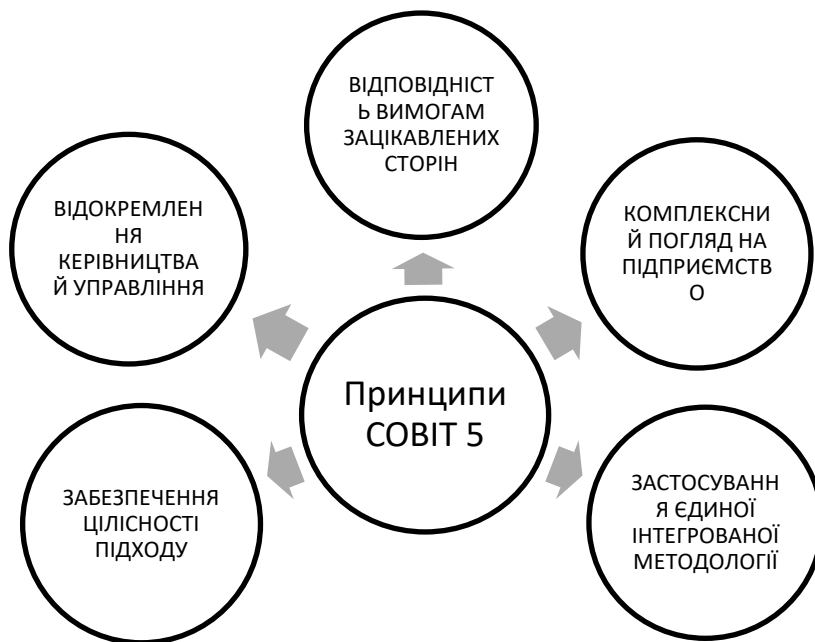 ВІДПОВІДНІСТ
Ь ВИМОГАМ
ЗАЦІКАВЛЕНИХ
СТОРІН
ВІДОКРЕМЛЕН
НЯ
КЕРІВНИЦТВА
Й УПРАВЛІННЯ
КОМПЛЕКСНИ
Й ПОГЛЯД НА
ПІДПРИЄМСТВ
О
Принципи
COBIT 5
ЗАБЕЗПЕЧЕННЯ
ЦІЛІСНОСТІ
ПІДХОДУ
ЗАСТОСУВАНН
Я ЄДИНОЇ
ІНТЕГРОВАНОЇ
МЕТОДОЛОГІЇ